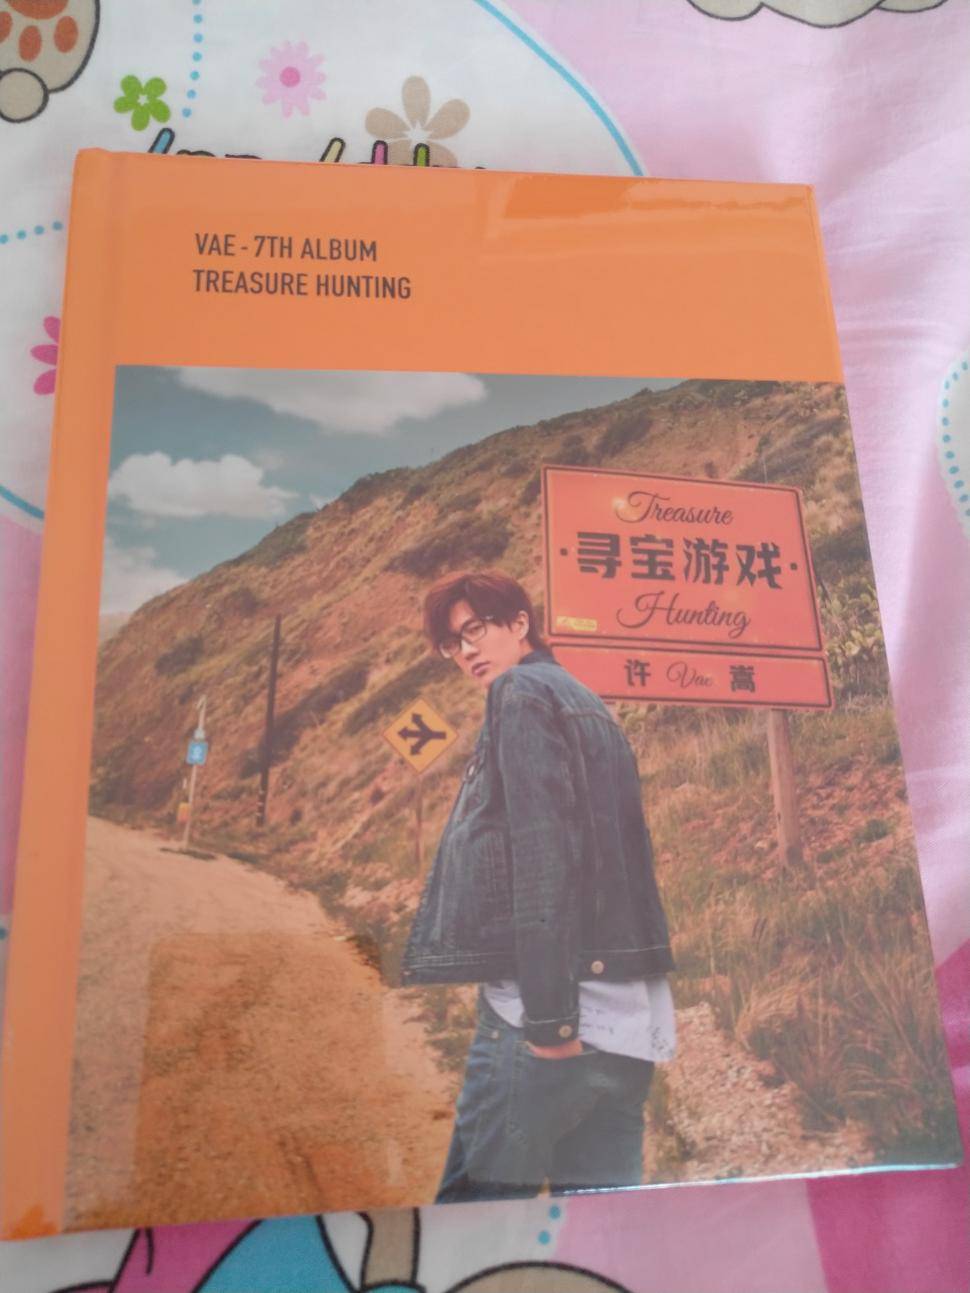 VAE - 7TH ALBUM
TREASURE HUNTING
Treasure
·寻宝游戏·
Hunting
许 Vae 嵩